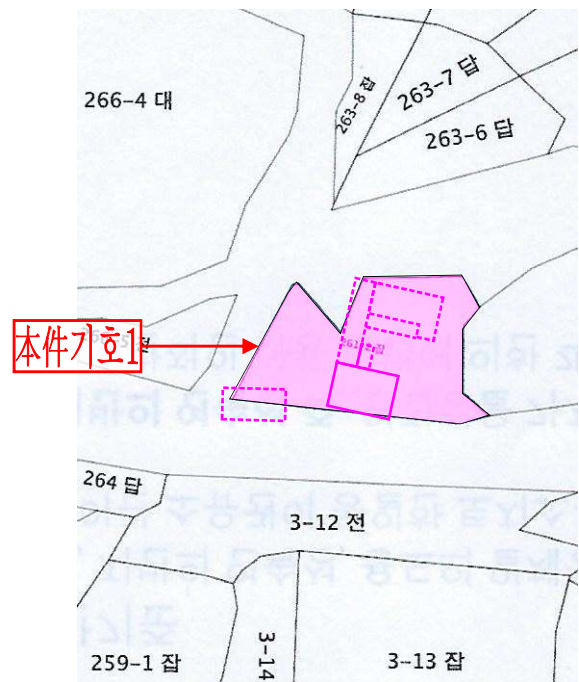 263-7 답
266-4 대
263-8 잡
263-6 답
本件기호1
전
264 답
3-12 전
3-14
259-1 잡
3-13 잡